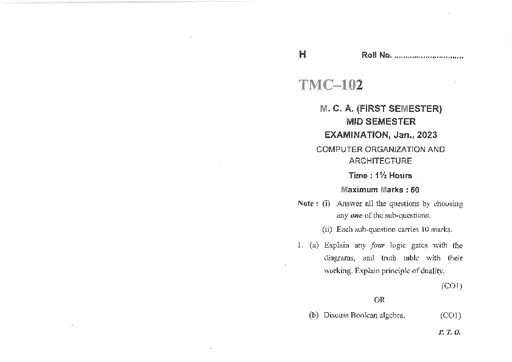 H Roll No. ..............................
TMC–102
M. C. A. (FIRST SEMESTER)
MID SEMESTER
EXAMINATION, Jan., 2023
COMPUTER ORGANIZATION AND
ARCHITECTURE
Time : 1½ Hours
Maximum Marks : 50
Note : (i) Answer all the questions by choosing
any one of the sub-questions.
(ii) Each sub-question carries 10 marks.
1. (a) Explain any four logic gates with the
diagrams, and truth table with their
working. Explain principle of duality.
(CO1)
OR
(b) Discuss Boolean algebra. (CO1)
P. T. O.